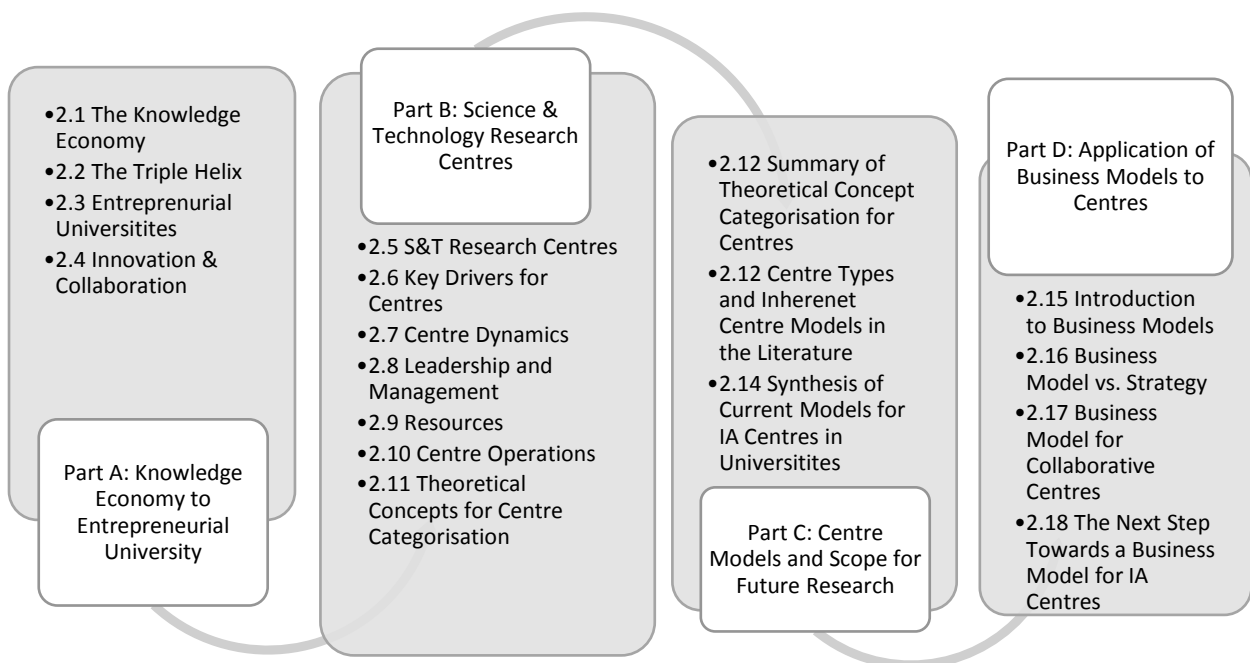 •2.1 The Knowledge
Economy
•2.2 The Triple Helix
•2.3 Entreprenurial
Universitites
•2.4 Innovation &
Collaboration
Part A: Knowledge
Economy to
Entrepreneurial
University
Part B: Science &
Technology Research
Centres
•2.5 S&T Research Centres
•2.6 Key Drivers for
Centres
•2.7 Centre Dynamics
•2.8 Leadership and
Management
•2.9 Resources
•2.10 Centre Operations
•2.11 Theoretical
Concepts for Centre
Categorisation
•2.12 Summary of
Theoretical Concept
Categorisation for
Centres
•2.12 Centre Types
and Inherenet
Centre Models in
the Literature
•2.14 Synthesis of
Current Models for
IA Centres in
Universitites
Part C: Centre
Models and Scope for
Future Research
Part D: Application of
Business Models to
Centres
•2.15 Introduction
to Business Models
•2.16 Business
Model vs. Strategy
•2.17 Business
Model for
Collaborative
Centres
•2.18 The Next Step
Towards a Business
Model for IA
Centres